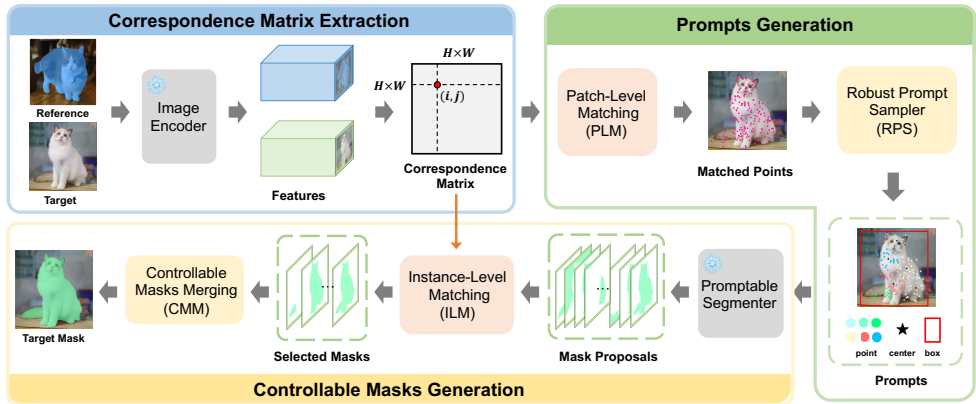 Correspondence Matrix Extraction
Reference
Target
Image
Encoder
Features
H×W
H×W
(i,j)
Correspondence
Matrix
Prompts Generation
Patch-Level
Matching
(PLM)
Matched Points
Robust Prompt
Sampler
(RPS)
point
center
box
Prompts
Promptable
Segmenter
Mask Proposals
...
Instance-Level
Matching
(ILM)
Selected Masks
...
Controllable
Masks Merging
(CMM)
Target Mask
Controllable Masks Generation